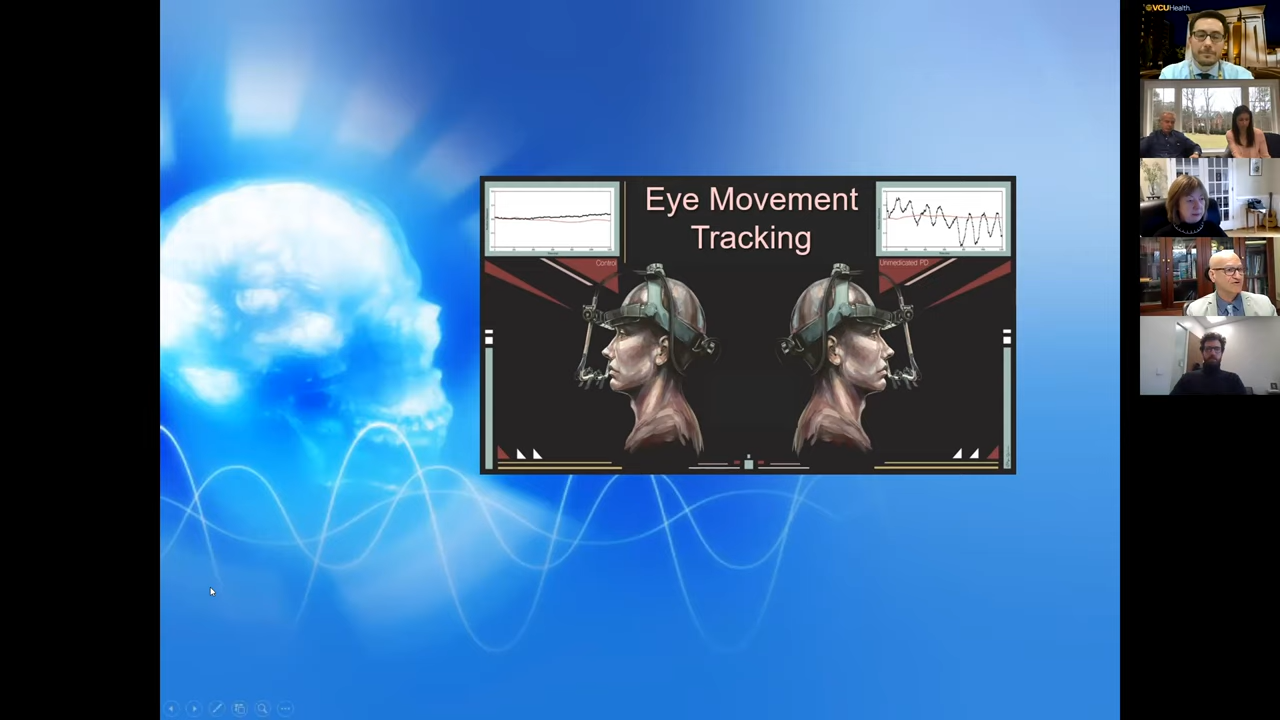 Eye Movement
Tracking
Control
Unmedicated PD
VCUHealth.